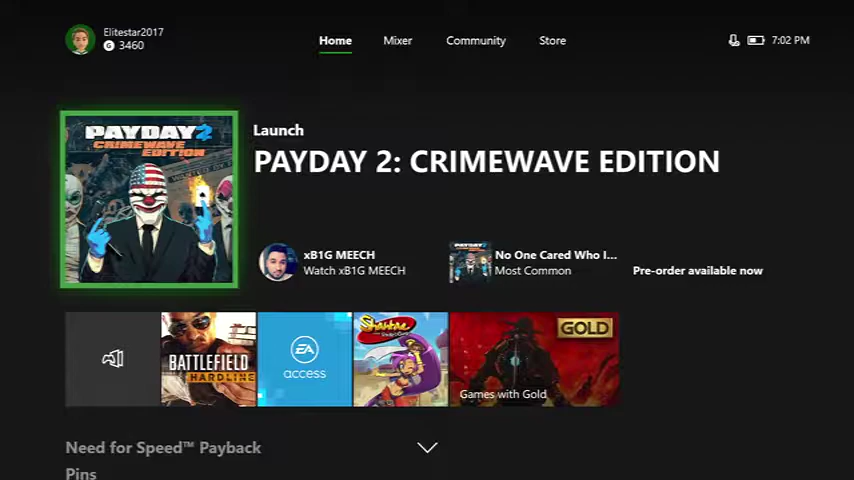 Elitestar2017
G 3460
Home
Mixer
Community
Store
7:02 PM
PAYDAY 2
CRIMEWAVE
EDITION
Launch
PAYDAY 2: CRIMEWAVE EDITION
xB1G MEECH
Watch xB1G MEECH
No One Cared Who I...
Most Common
Pre-order available now
BATTLEFIELD
HARDLINE
EA
access
Shantae
GOLD
Games with Gold
Need for Speed™ Payback
Pins